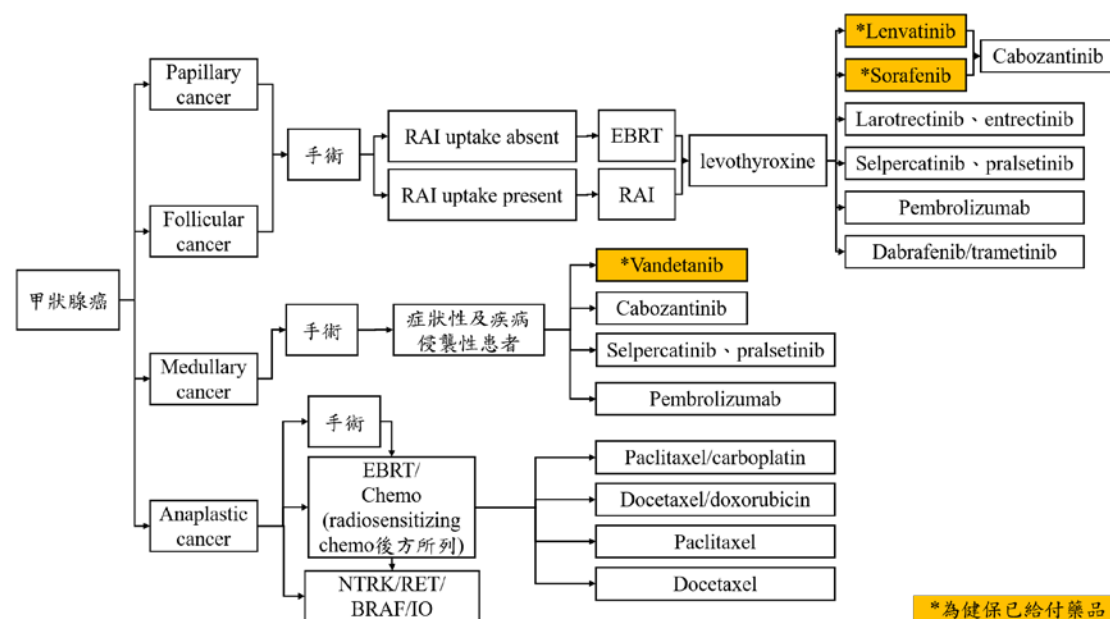 甲狀腺癌
Papillary
cancer
Follicular
cancer
手術
RAI uptake absent
RAI uptake present
EBRT
RAI
levothyroxine
*Lenvatinib
*Sorafenib
Cabozantinib
Larotrectinib、entrectinib
Selpercatinib、pralsetinib
Pembrolizumab
Dabrafenib/trametinib
Medullary
cancer
手術
症狀性及疾病
侵襲性患者
*Vandetanib
Cabozantinib
Selpercatinib、pralsetinib
Pembrolizumab
Anaplastic
cancer
手術
EBRT/
Chemo
(radiosensitizing
chemo後方所列)
NTRK/RET/
BRAF/IO
Paclitaxel/carboplatin
Docetaxel/doxorubicin
Paclitaxel
Docetaxel
*為健保已給付藥品